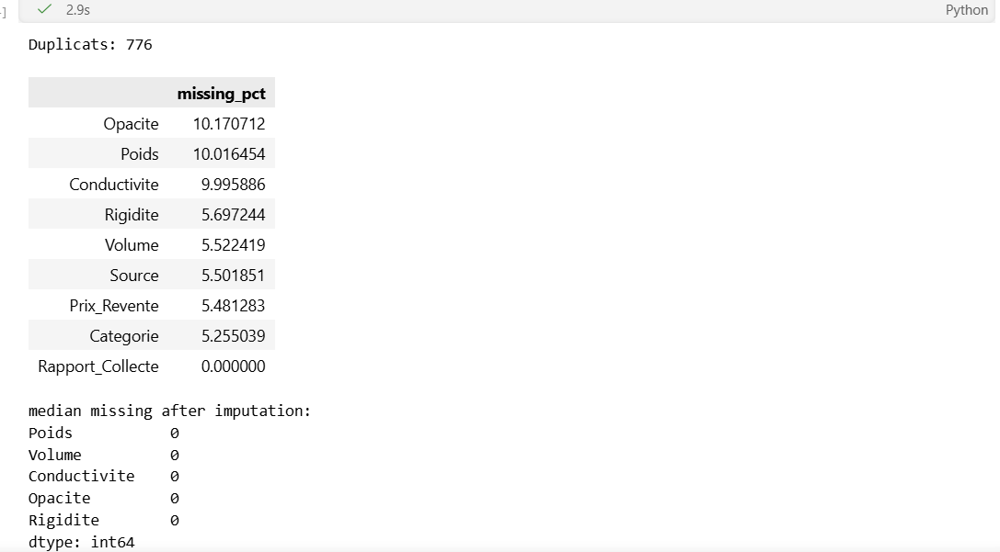 ] 2.9s Python
Duplicats: 776
missing_pct
Opacite 10.170712
Poids 10.016454
Conductivite 9.995886
Rigidite 5.697244
Volume 5.522419
Source 5.501851
Prix_Revente 5.481283
Categorie 5.255039
Rapport_Collecte 0.000000
median missing after imputation:
Poids 0
Volume 0
Conductivite 0
Opacite 0
Rigidite 0
dtype: int64